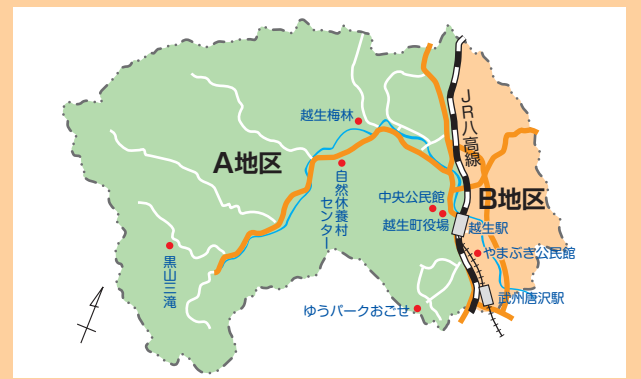 越生梅林
JR八高線
A地区
自然休養村
センター
B地区
中央公民館
越生町役場
越生駅
やまぶき公民館
黒山三滝
武州唐沢駅
ゆうパークおごせ